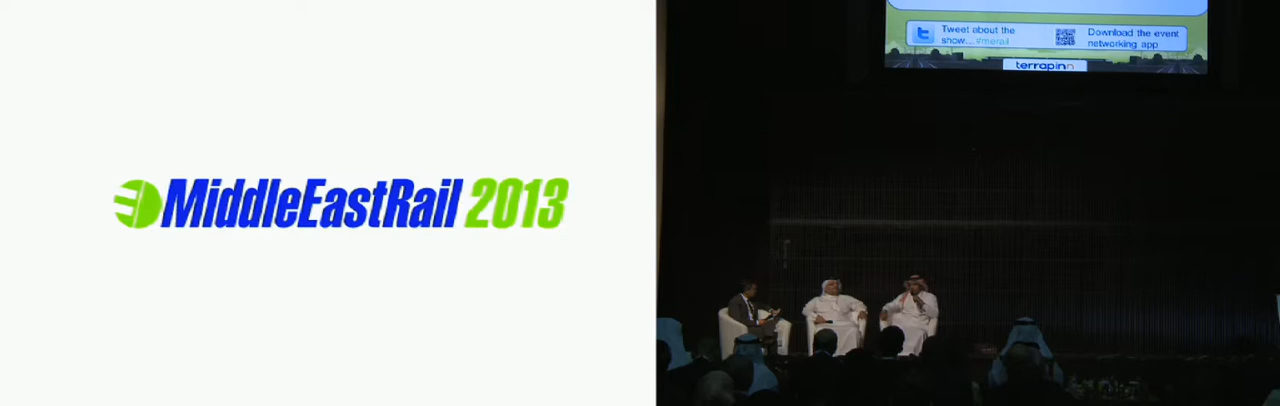 MiddleEastRail 2013
Tweet about the
show...#merail
Download the event
networking app
terrapinn